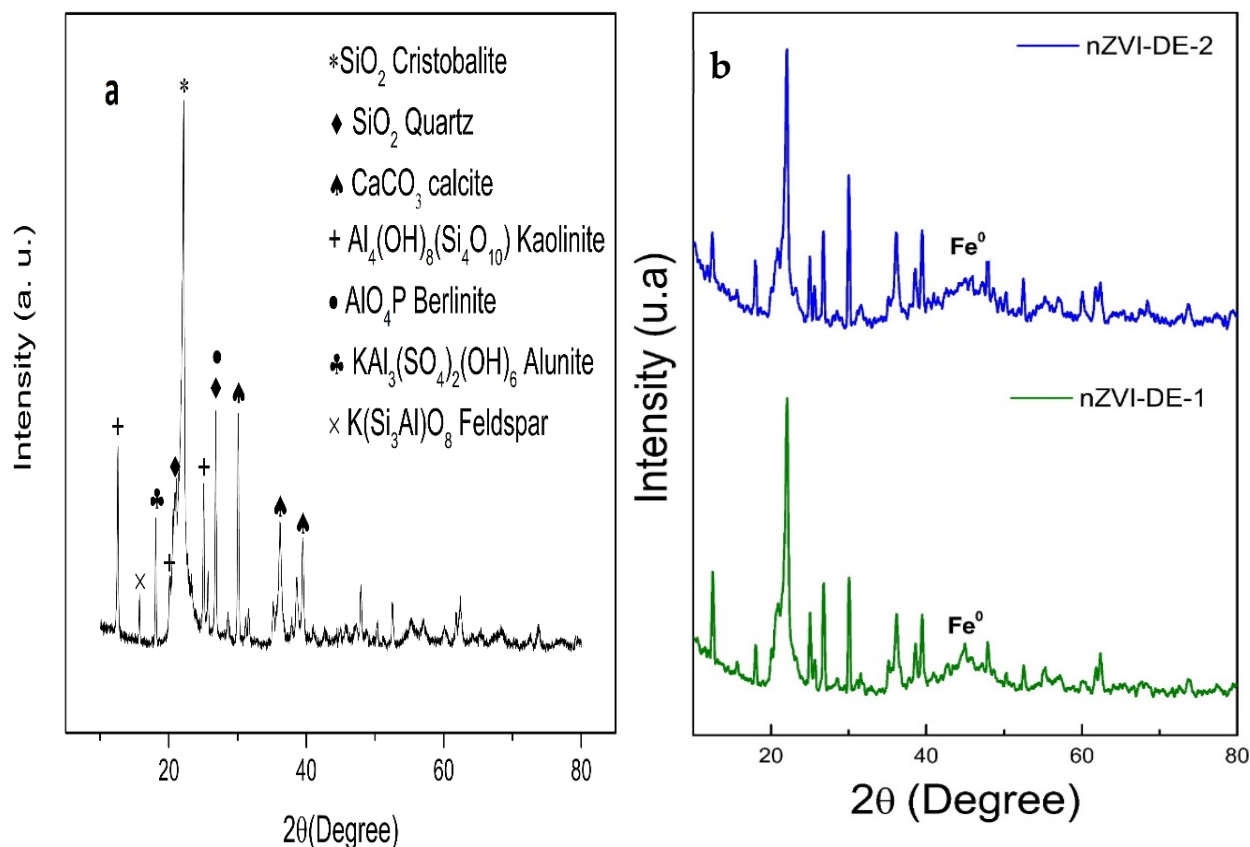 a
*SiO2 Cristobalite
♦ SiO2 Quartz
♠ CaCO3 calcite
+ Al4(OH)8(Si4O10) Kaolinite
● AlO4P Berlinite
♣ KAl3(SO4)2(OH)6 Alunite
× K(Si3Al)O8 Feldspar
Intensity (a. u.)
20
40
60
80
2θ(Degree)
b
nZVI-DE-2
Fe⁰
nZVI-DE-1
Fe⁰
Intensity (u.a)
20
40
60
80
2θ (Degree)